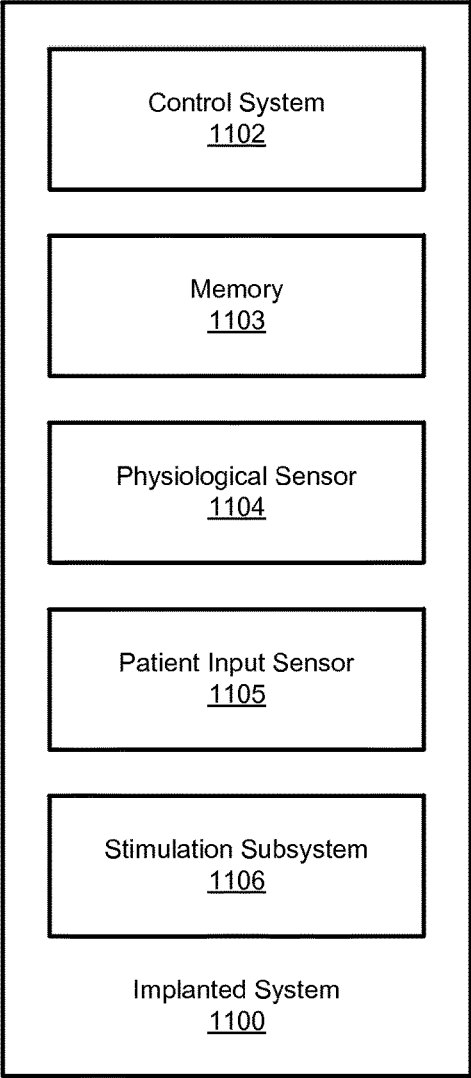 Control System
1102
Memory
1103
Physiological Sensor
1104
Patient Input Sensor
1105
Stimulation Subsystem
1106
Implanted System
1100